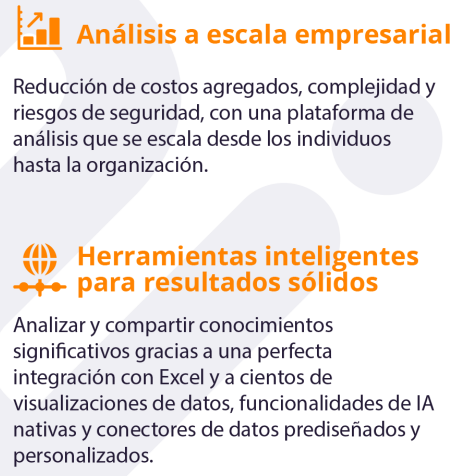 Análisis a escala empresarial
Reducción de costos agregados, complejidad y
riesgos de seguridad, con una plataforma de
análisis que se escala desde los individuos
hasta la organización.
Herramientas inteligentes
para resultados sólidos
Analizar y compartir conocimientos
significativos gracias a una perfecta
integración con Excel y a cientos de
visualizaciones de datos, funcionalidades de IA
nativas y conectores de datos prediseñados y
personalizados.